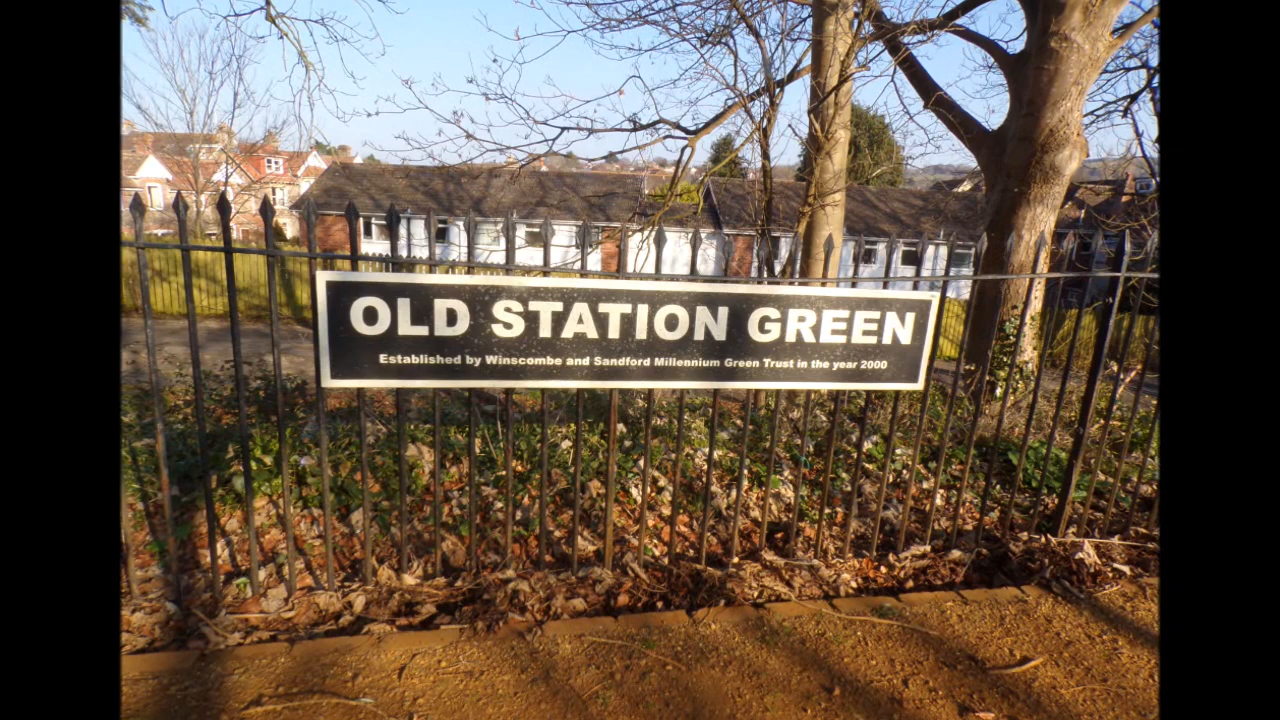 OLD STATION GREEN
Established by Winscombe and Sandford Millennium Green Trust in the year 2000